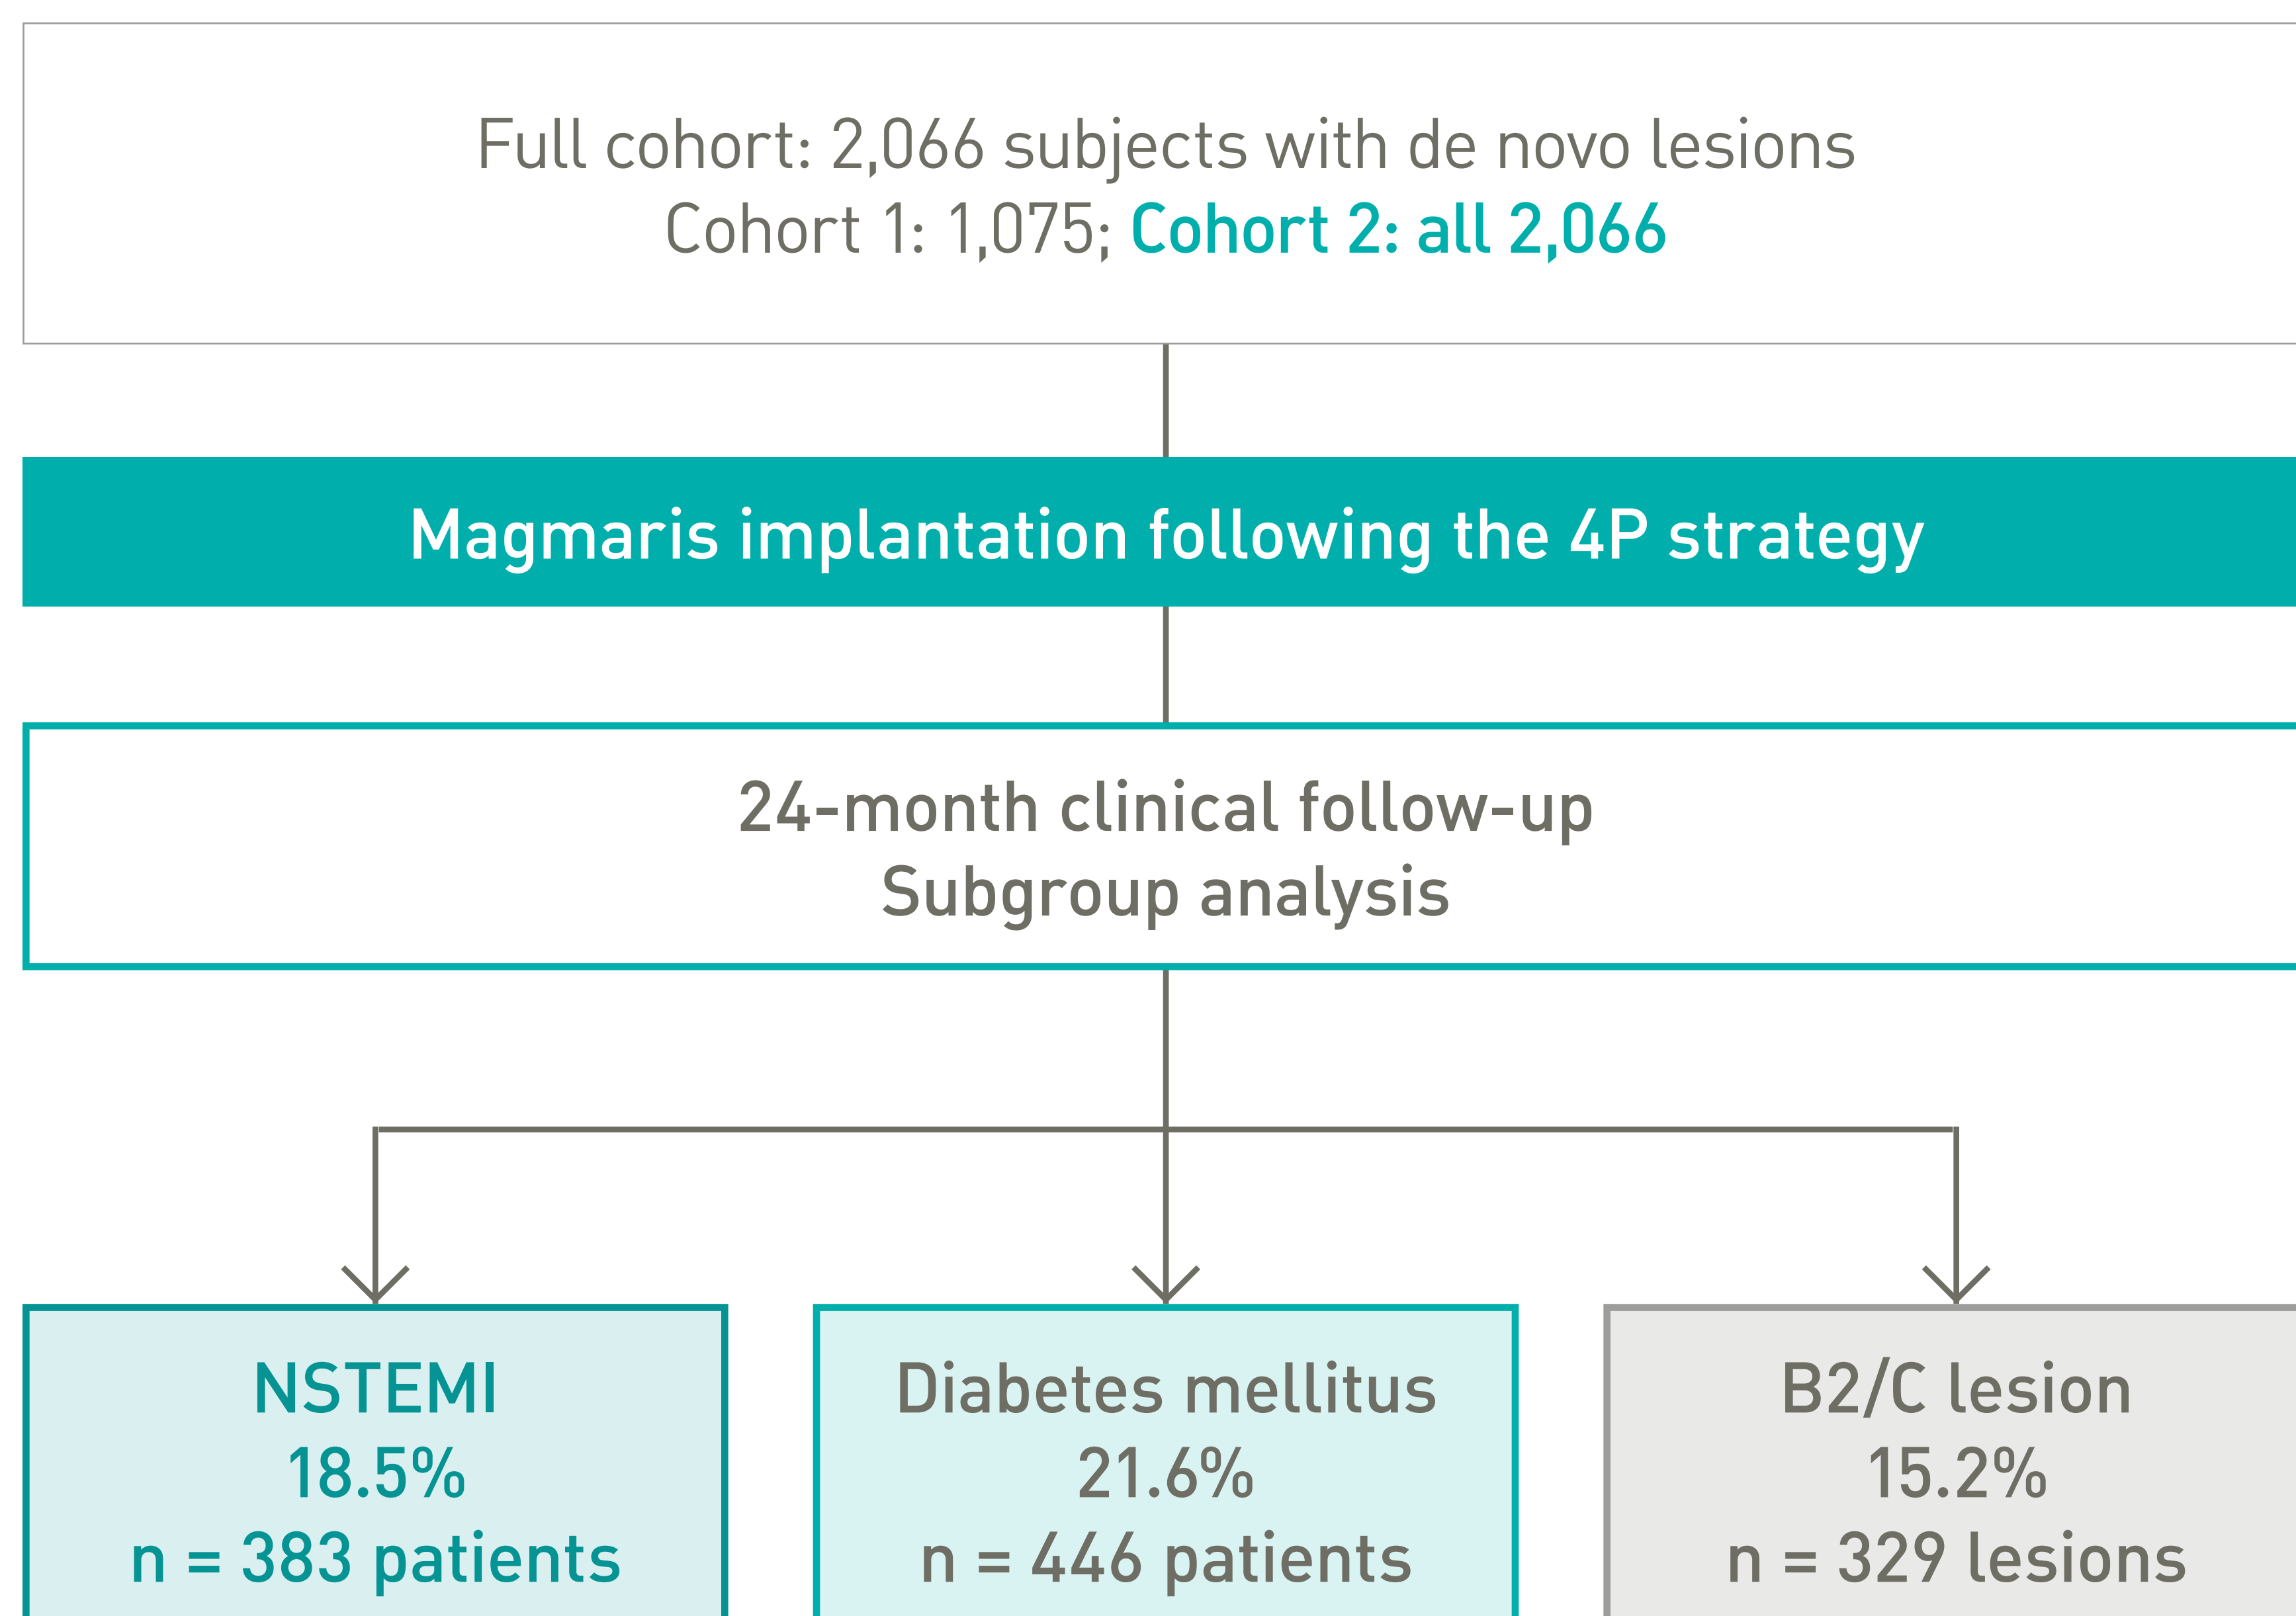 Full cohort: 2,066 subjects with de novo lesions
Cohort 1: 1,075; Cohort 2: all 2,066
Magmaris implantation following the 4P strategy
24-month clinical follow-up
Subgroup analysis
NSTEMI
18.5%
n = 383 patients
Diabetes mellitus
21.6%
n = 446 patients
B2/C lesion
15.2%
n = 329 lesions